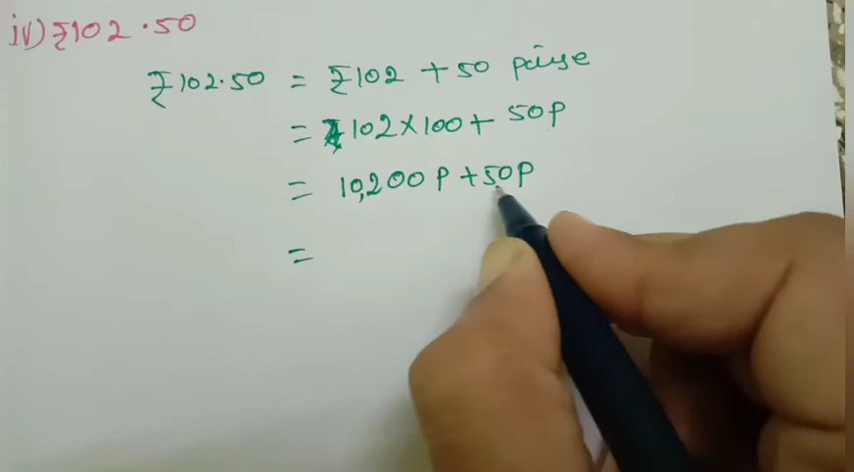 iv) ₹102.50
₹102.50 = ₹102 + 50 paise
= 102×100 + 50P
= 10,200 P + 50P
=